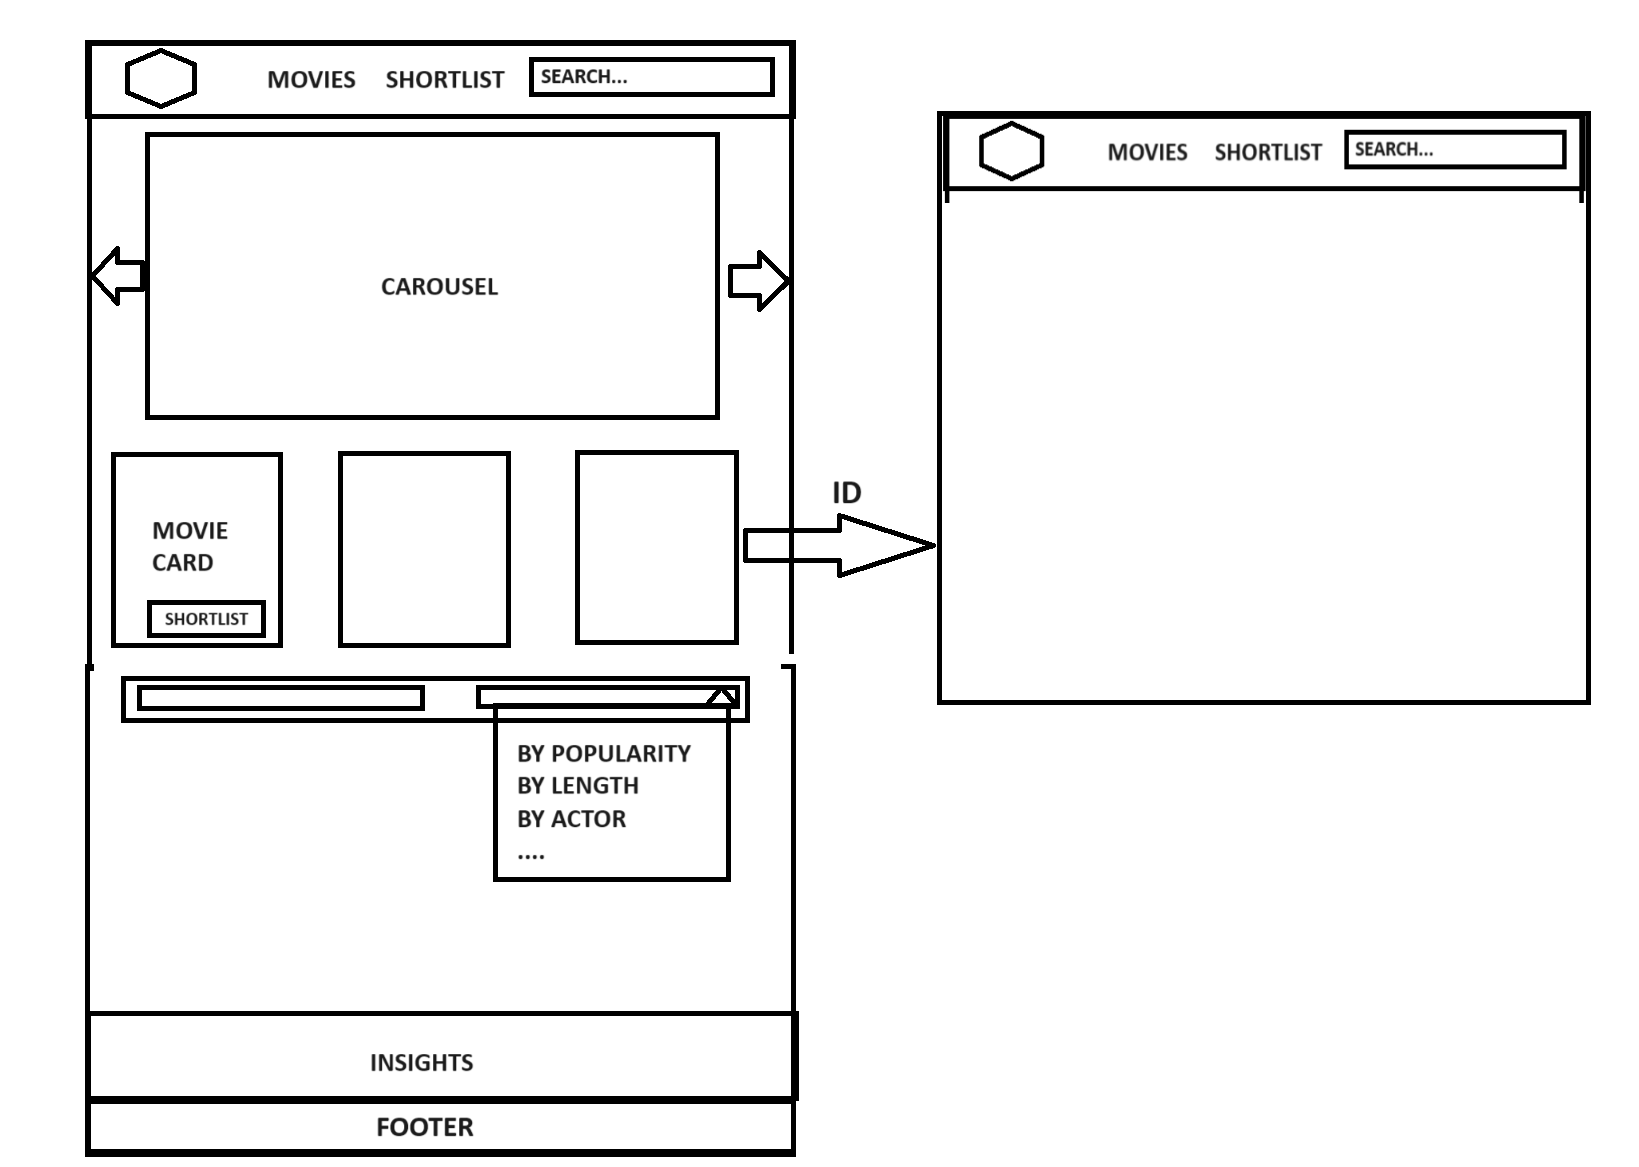 MOVIES SHORTLIST SEARCH...
CAROUSEL
MOVIE
CARD
SHORTLIST
BY POPULARITY
BY LENGTH
BY ACTOR
....
INSIGHTS
FOOTER
ID
MOVIES SHORTLIST SEARCH...